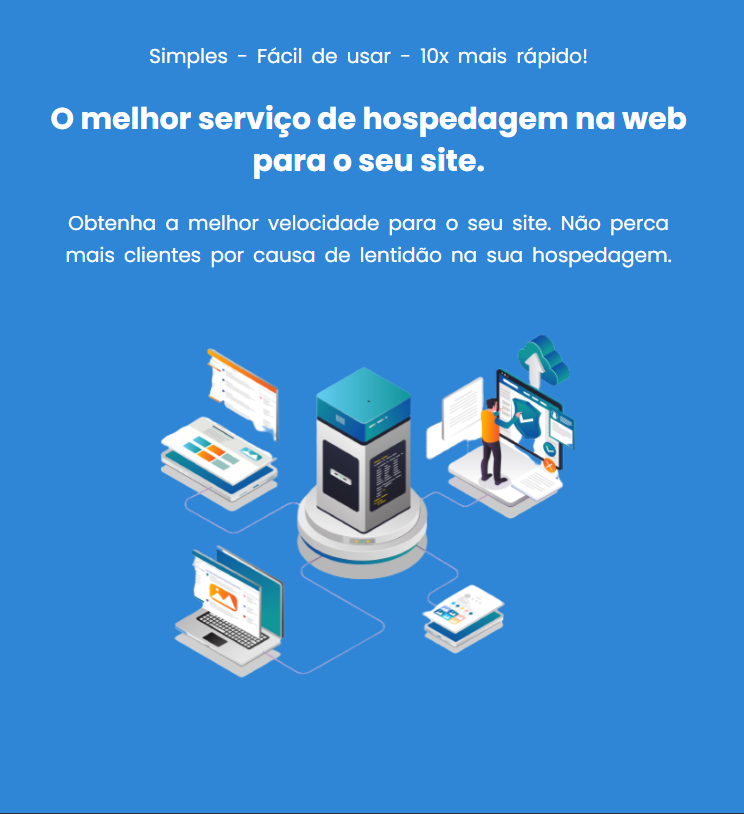 Simples - Fácil de usar - 10x mais rápido!
O melhor serviço de hospedagem na web
para o seu site.
Obtenha a melhor velocidade para o seu site. Não perca
mais clientes por causa de lentidão na sua hospedagem.